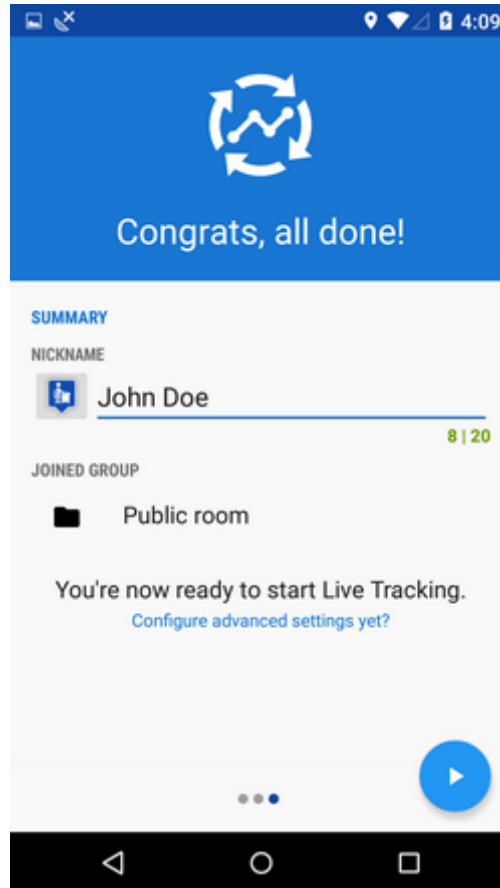 4:09
Congrats, all done!
SUMMARY
NICKNAME
John Doe
8 | 20
JOINED GROUP
Public room
You're now ready to start Live Tracking.
Configure advanced settings yet?